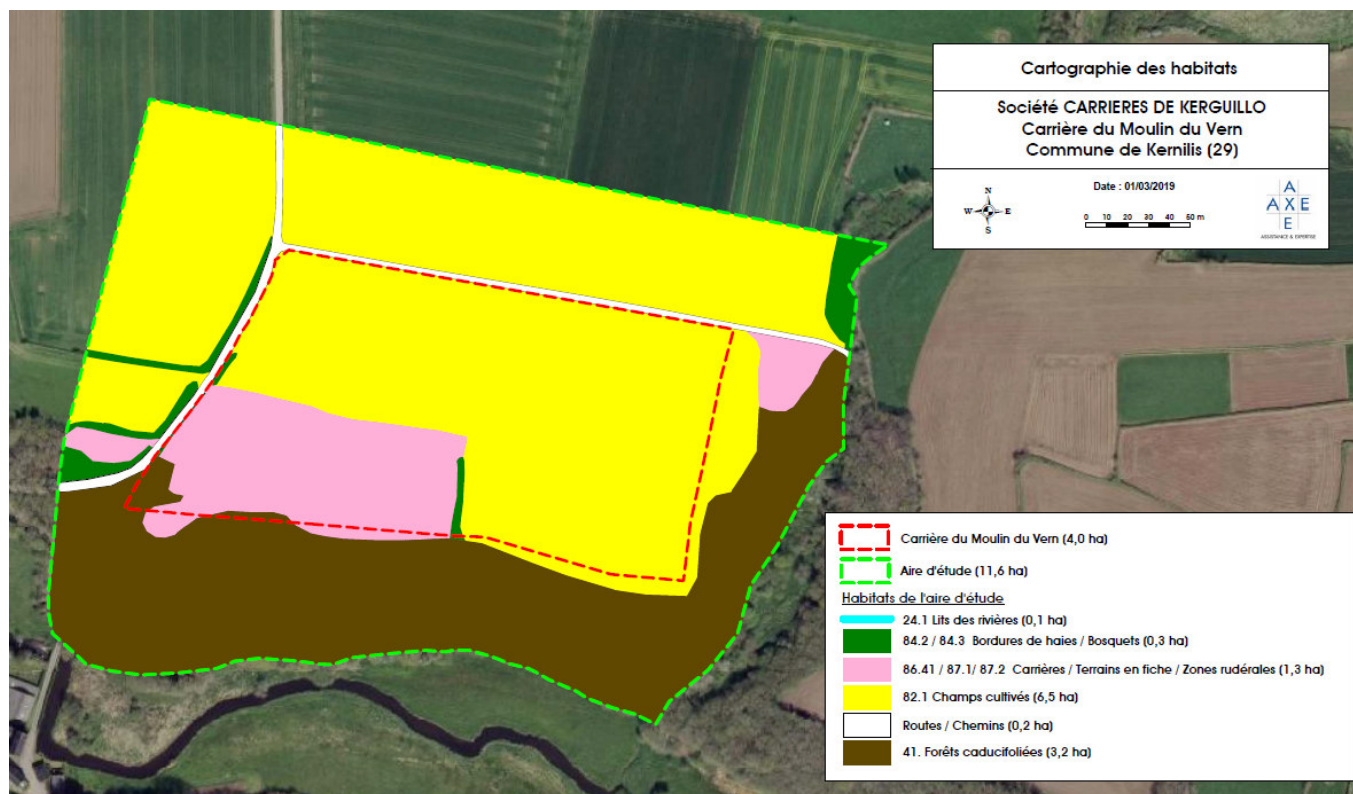 Cartographie des habitats
Société CARRIERES DE KERGUILLO
Carrière du Moulin du Vern
Commune de Kernilis (29)
N
W E
S
Date : 01/03/2019
0 10 20 30 40 50 m
A
A X E
E
ASSISTANCE & EXPERTISE
Carrière du Moulin du Vern (4,0 ha)
Aire d'étude (11,6 ha)
Habitats de l'aire d'étude
24.1 Lits des rivières (0,1 ha)
84.2 / 84.3 Bordures de haies / Bosquets (0,3 ha)
86.41 / 87.1/ 87.2 Carrières / Terrains en fiche / Zones rudérales (1,3 ha)
82.1 Champs cultivés (6,5 ha)
Routes / Chemins (0,2 ha)
41. Forêts caducifoliées (3,2 ha)